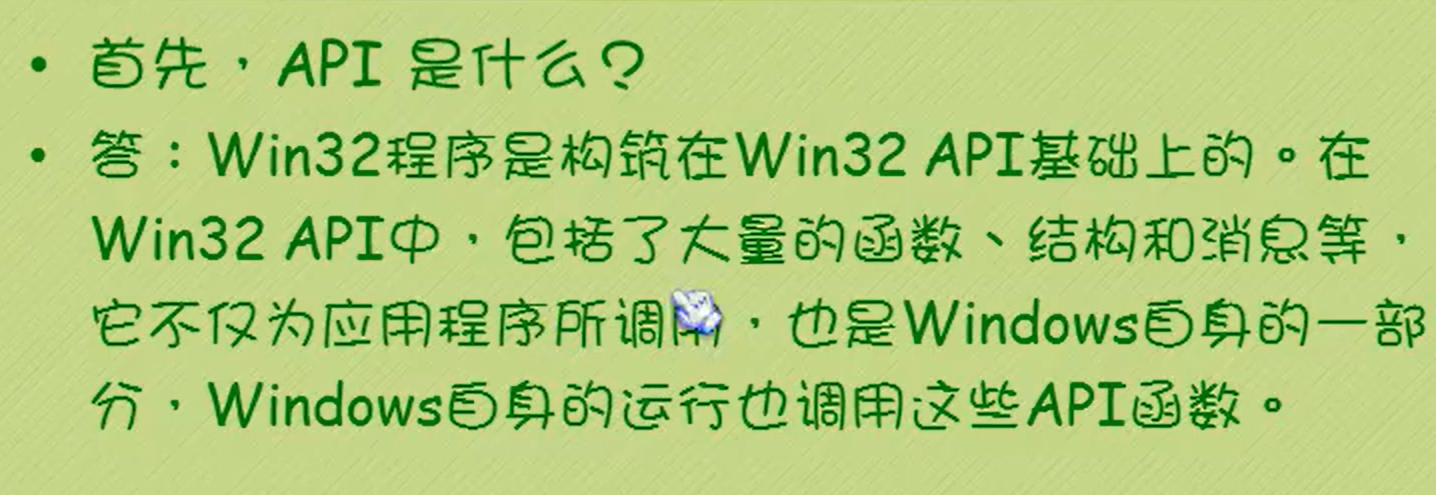 • 首先，API 是什么？
• 答：Win32程序是构筑在Win32 API基础上的。在
Win32 API中，包括了大量的函数、结构和消息等，
它不仅为应用程序所调用，也是Windows自身的一部
分，Windows自身的运行也调用这些API函数。